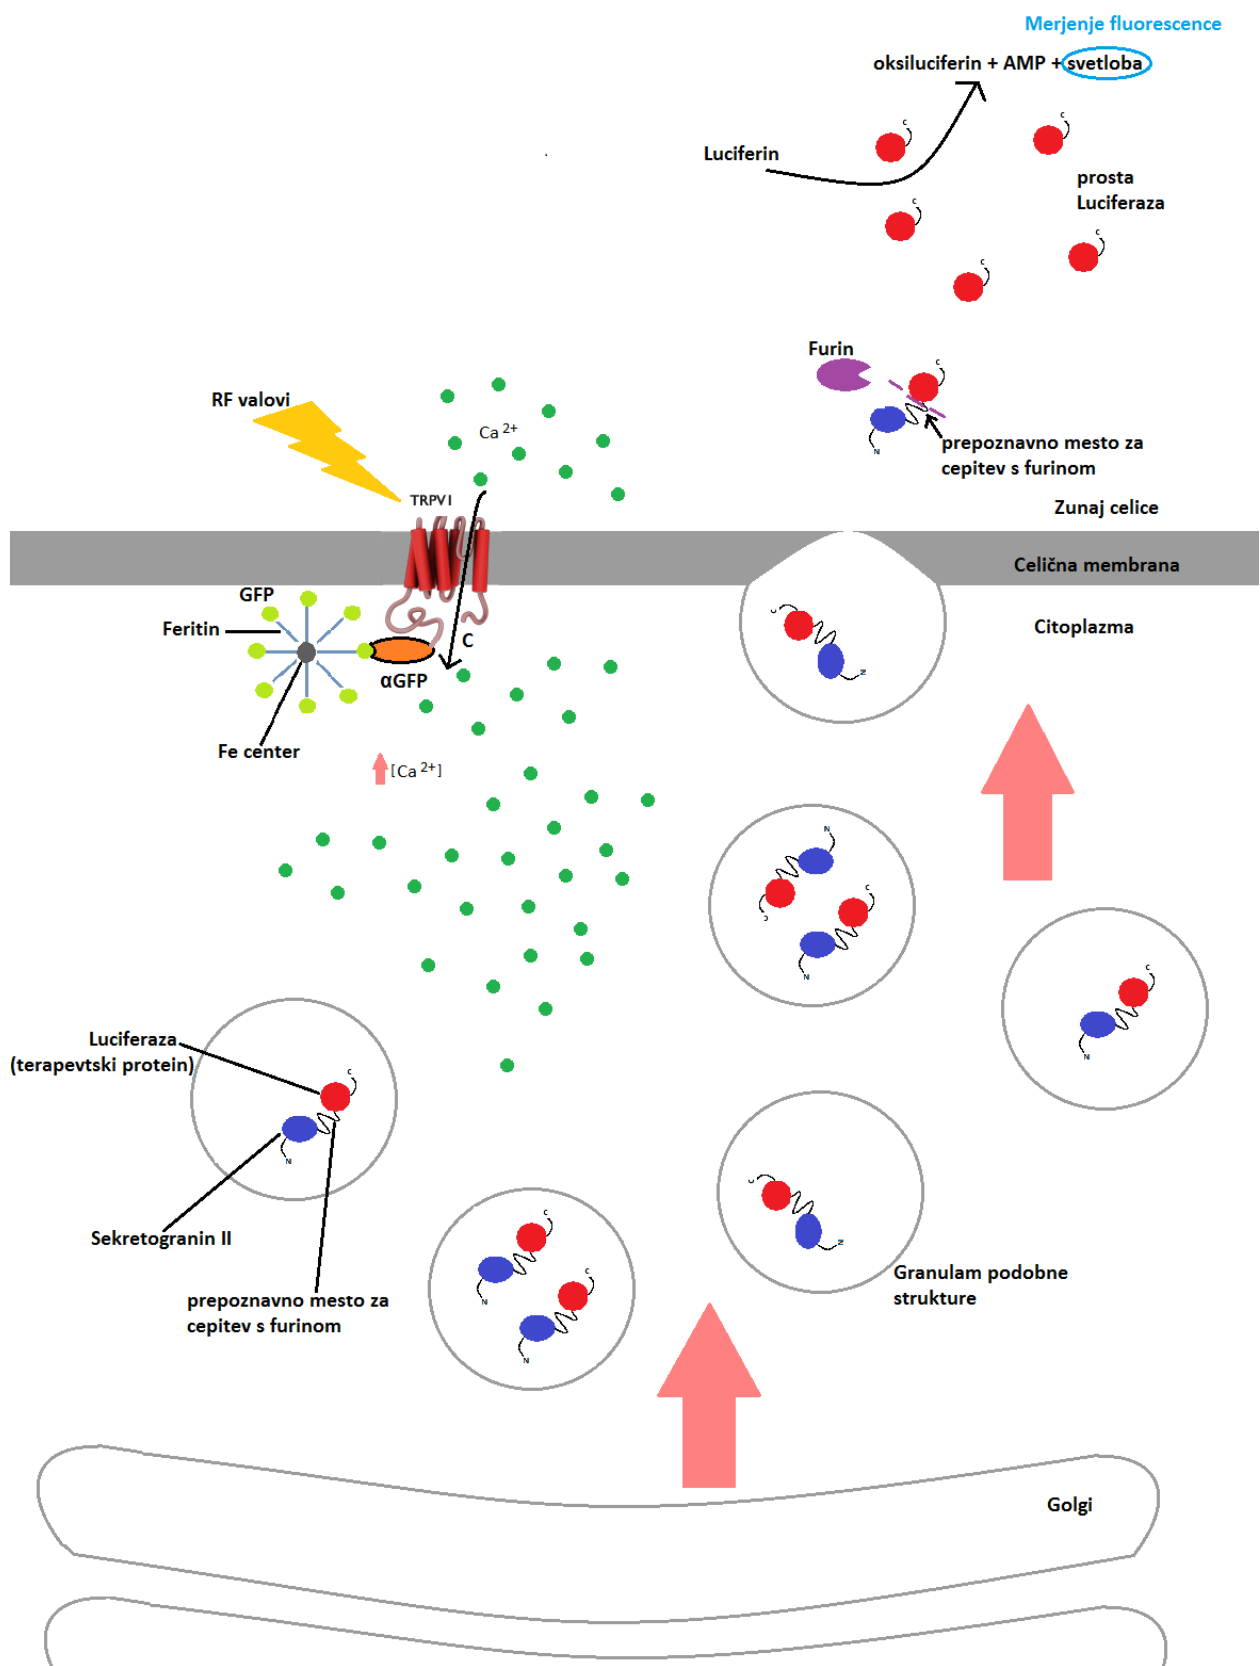 Merjenje fluorescence
oksiluciferin + AMP + svetloba
C
C
Luciferin
prosta
Luciferaza
C
C
C
Furin
C
RF valovi
Ca 2+
N
prepoznavno mesto za
cepitev s furinom
TRPV1
Zunaj celice
Celična membrana
GFP
Feritin
C
αGFP
C
N
Citoplazma
Fe center
[Ca 2+]
N
C
C
N
C
N
Luciferaza
(terapevtski protein)
C
N
Sekretogranin II
prepoznavno mesto za
cepitev s furinom
C
N
C
N
C
N
Granulam podobne
strukture
Golgi